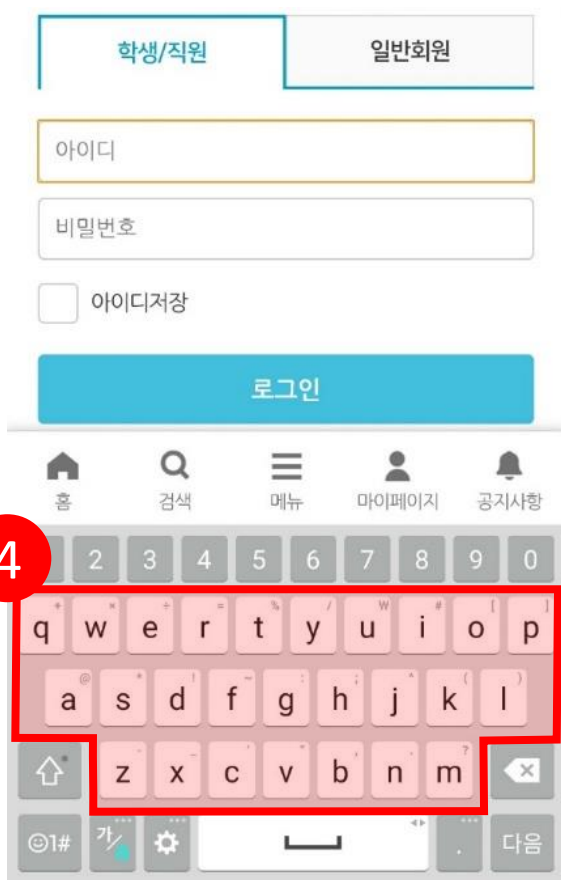 학생/직원 일반회원
아이디
비밀번호
아이디저장
로그인
홈 검색 메뉴 마이페이지 공지사항
4 2 3 4 5 6 7 8 9 0
q w e r t y u i o p
a s d f g h j k l
z x c v b n m
☺1# 가/ . 다음